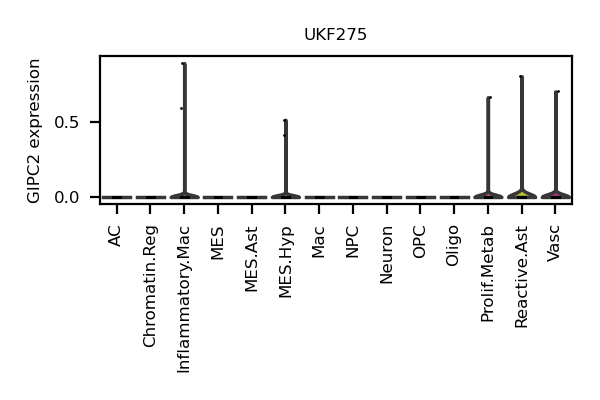 UKF275
GIPC2 expression
0.5
0.0
AC
Chromatin.Reg
Inflammatory.Mac
MES
MES.Ast
MES.Hyp
Mac
NPC
Neuron
OPC
Oligo
Prolif.Metab
Reactive.Ast
Vasc